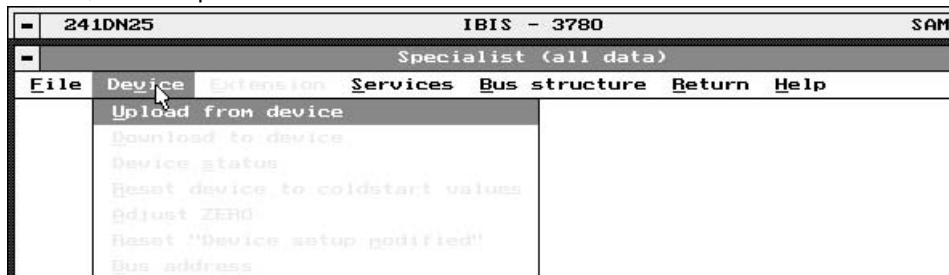 241DN25 IBIS - 3780 SAM
Specialist (all data)
File Device Extension Services Bus structure Return Help
Upload from device
Download to device
Device status
Reset device to coldstart values
Adjust ZERO
Reset "Device setup modified"
Bus address